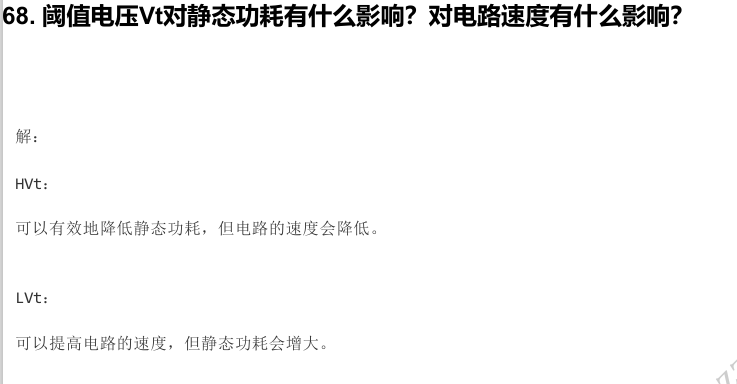 68. 阈值电压Vt对静态功耗有什么影响？对电路速度有什么影响？
解：
HVt：
可以有效地降低静态功耗，但电路的速度会降低。
LVt：
可以提高电路的速度，但静态功耗会增大。